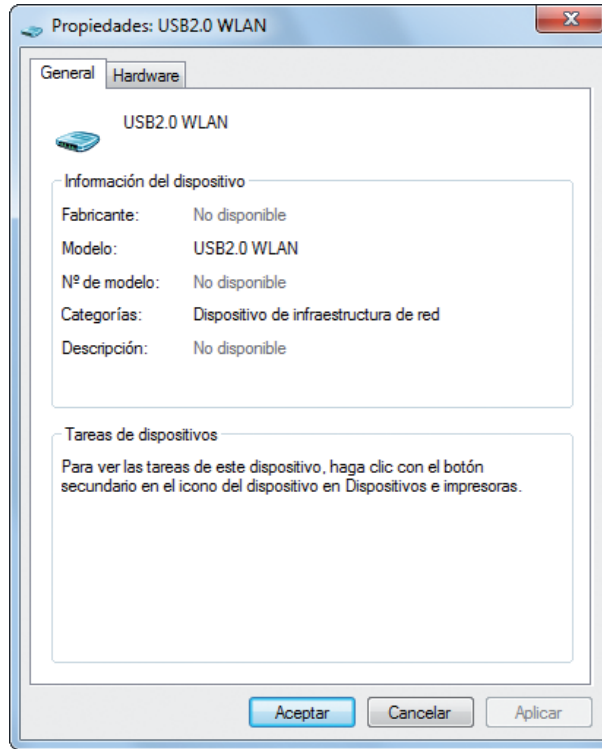 Propiedades: USB2.0 WLAN
General Hardware
USB2.0 WLAN
Información del dispositivo
Fabricante: No disponible
Modelo: USB2.0 WLAN
Nº de modelo: No disponible
Categorías: Dispositivo de infraestructura de red
Descripción: No disponible
Tareas de dispositivos
Para ver las tareas de este dispositivo, haga clic con el botón
secundario en el icono del dispositivo en Dispositivos e impresoras.
Aceptar Cancelar Aplicar